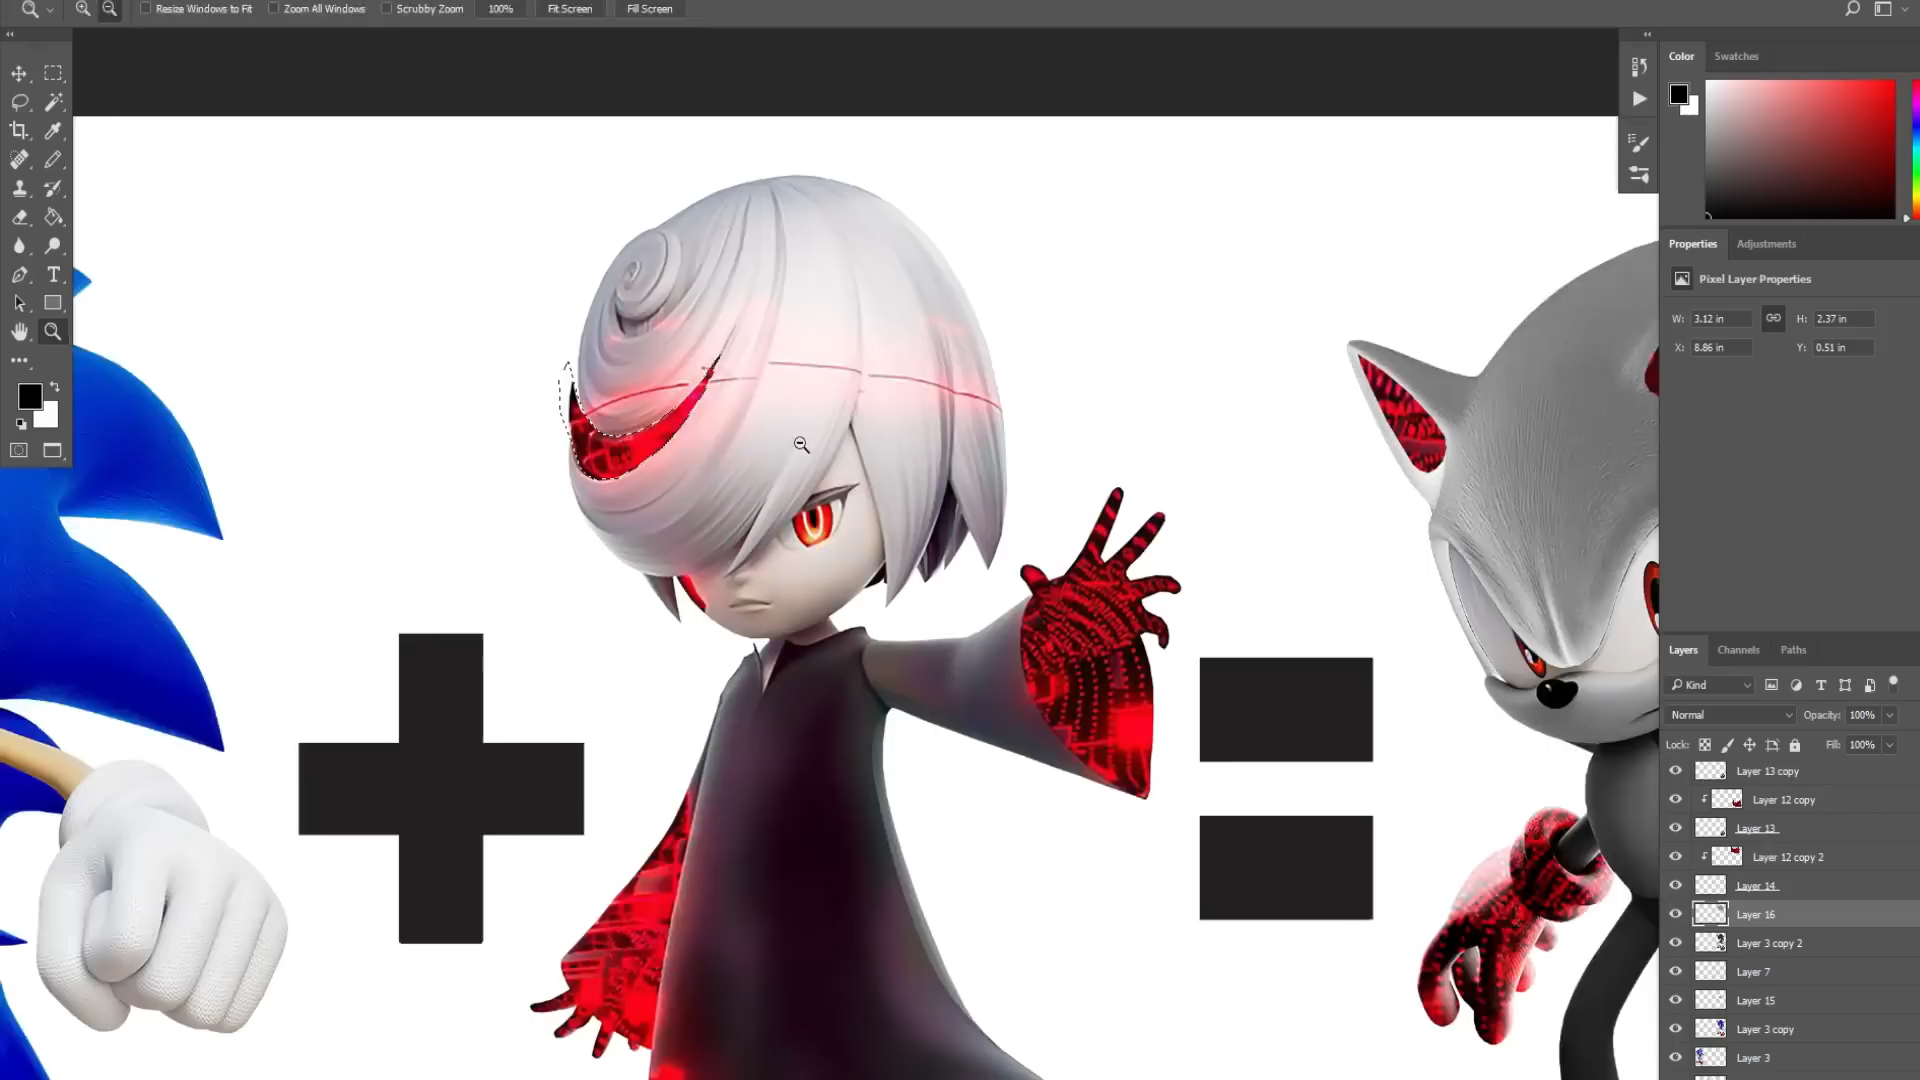 Resize Windows to Fit Zoom All Windows Scrubby Zoom 100% Fit Screen Fill Screen
Color Swatches
Properties Adjustments
Pixel Layer Properties
W: 3.12 in H: 2.37 in
X: 8.86 in Y: 0.51 in
Layers Channels Paths
Kind
Normal Opacity: 100%
Lock: Fill: 100%
Layer 13 copy
Layer 12 copy
Layer 13
Layer 12 copy 2
Layer 14
Layer 16
Layer 3 copy 2
Layer 7
Layer 15
Layer 3 copy
Layer 3